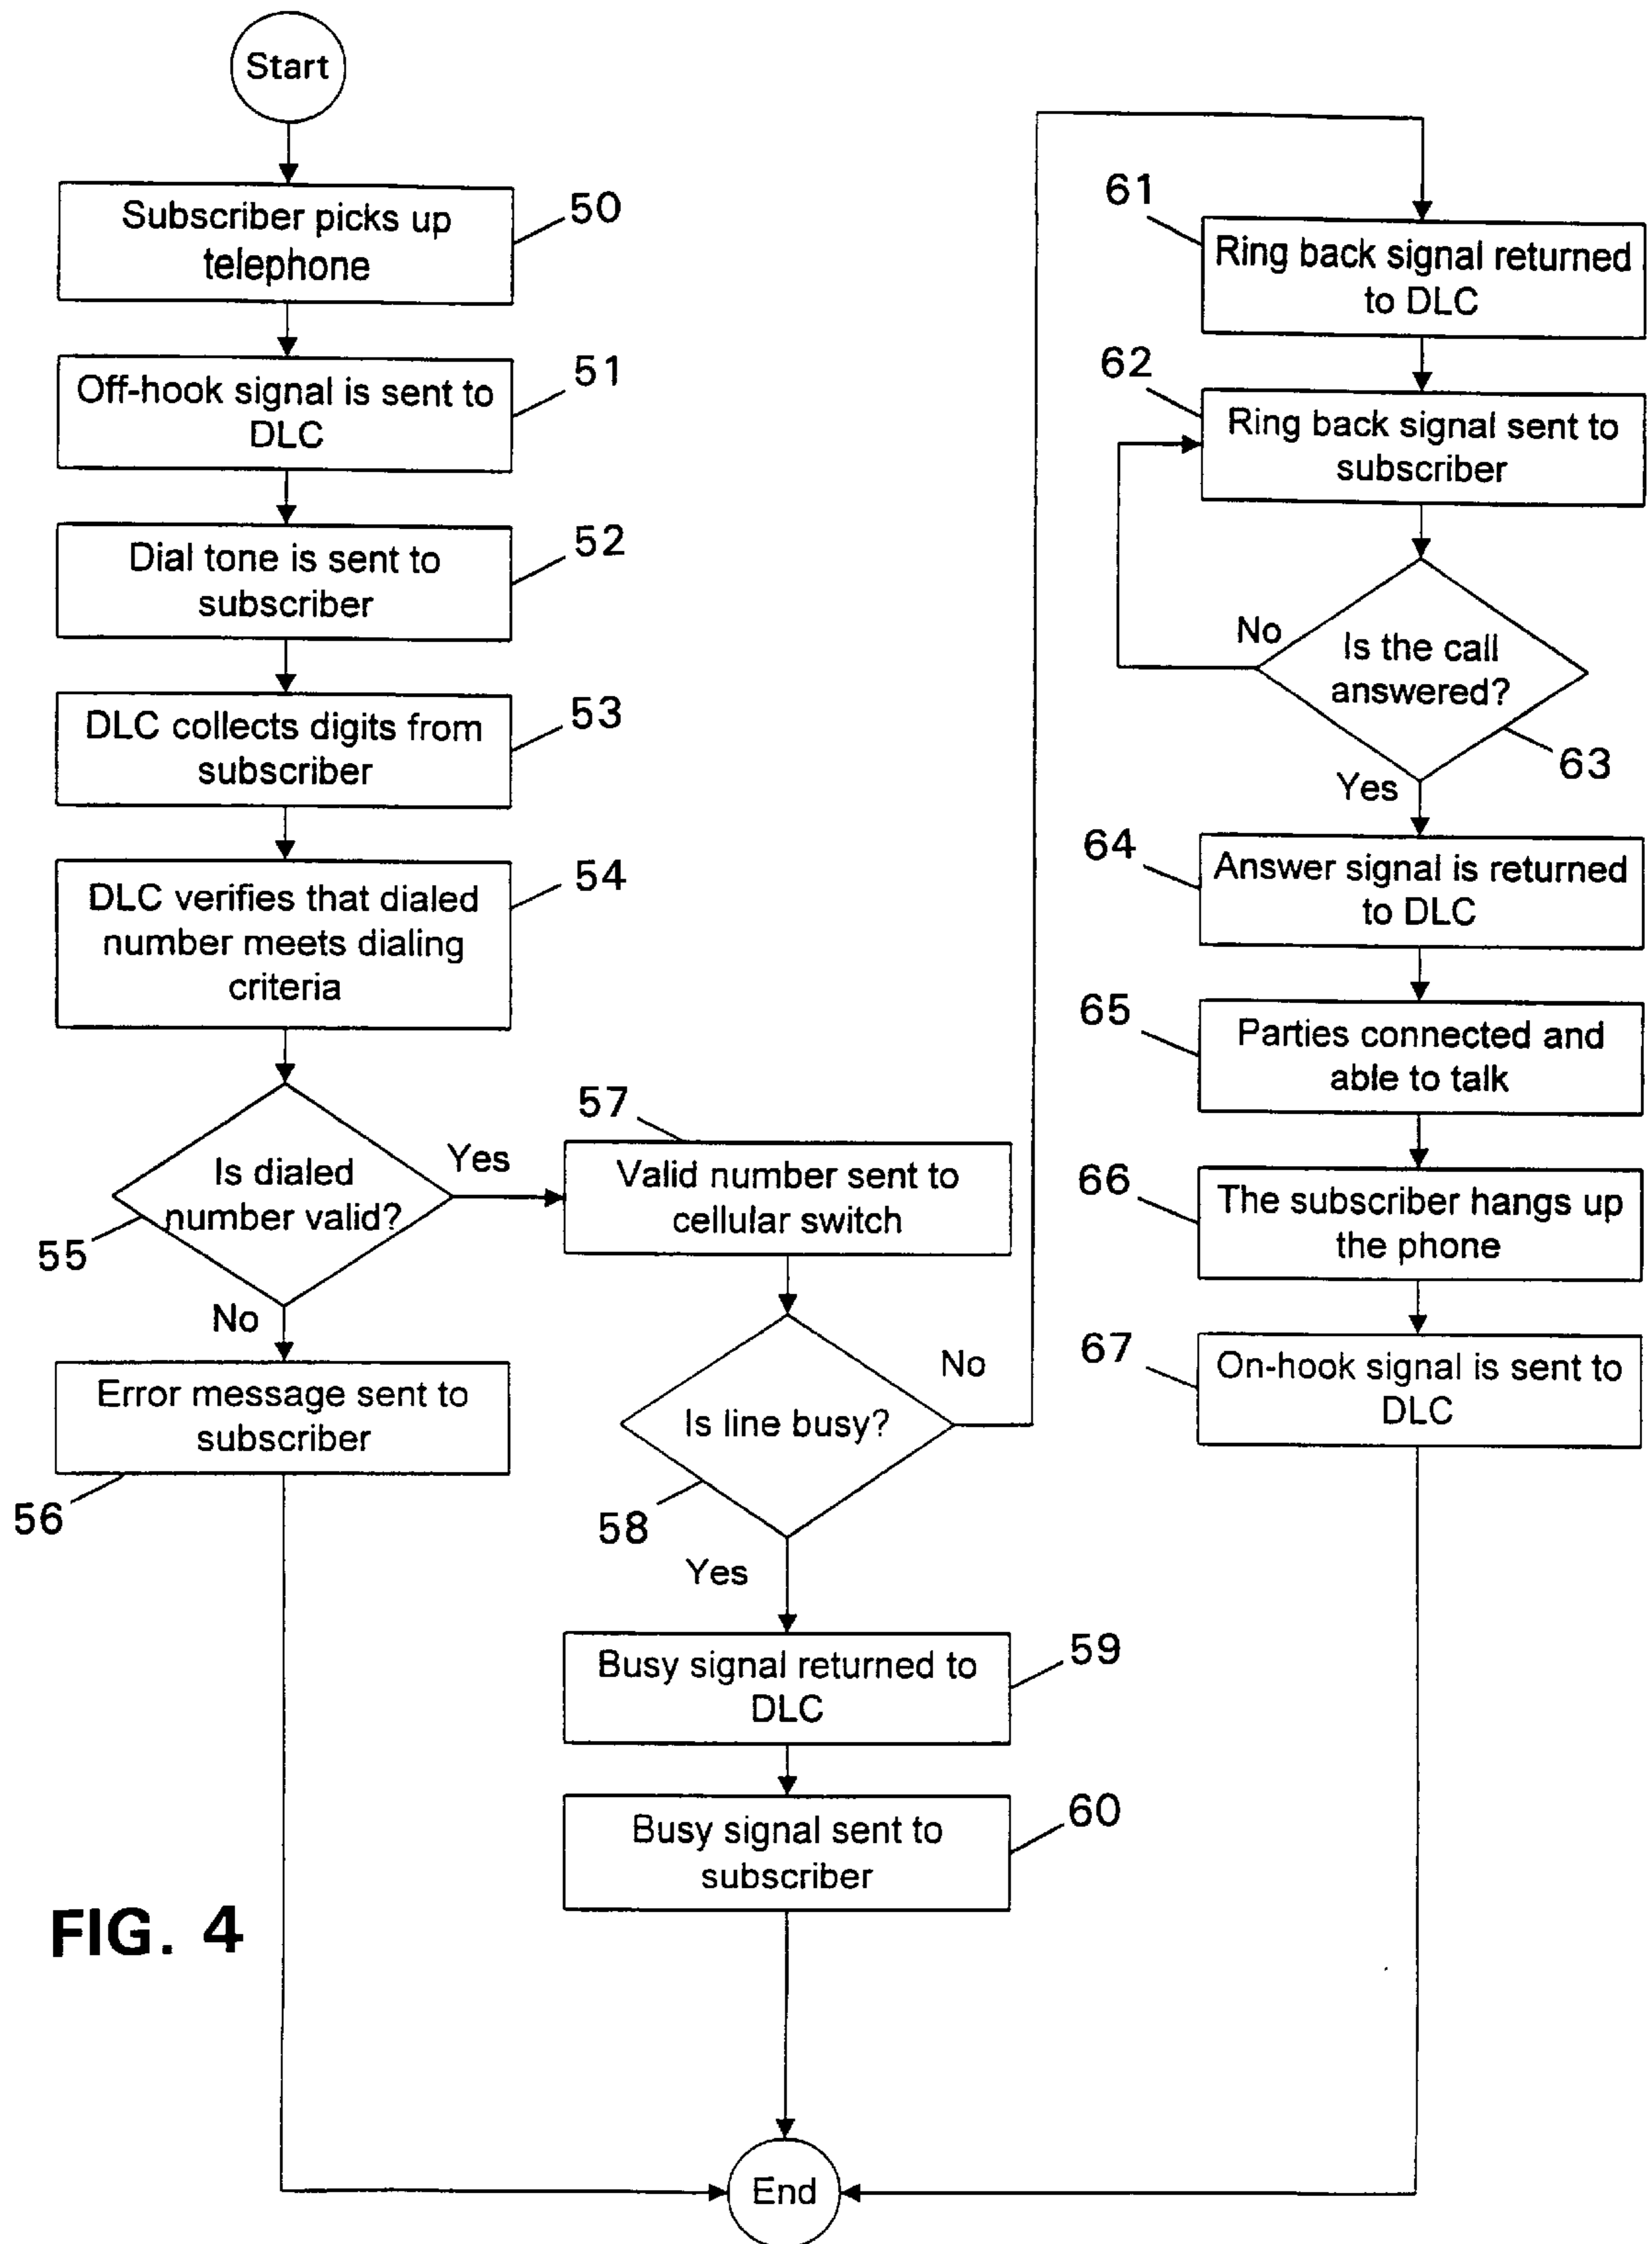 Start
Subscriber picks up
telephone
50
Off-hook signal is sent to
DLC
51
Dial tone is sent to
subscriber
52
DLC collects digits from
subscriber
53
DLC verifies that dialed
number meets dialing
criteria
54
Is dialed
number valid?
55
Yes
No
Error message sent to
subscriber
56
57
Valid number sent to
cellular switch
Is line busy?
58
No
Yes
Busy signal returned to
DLC
59
Busy signal sent to
subscriber
60
61
Ring back signal returned
to DLC
62
Ring back signal sent to
subscriber
No
Is the call
answered?
63
Yes
64
Answer signal is returned
to DLC
65
Parties connected and
able to talk
66
The subscriber hangs up
the phone
67
On-hook signal is sent to
DLC
FIG. 4
End